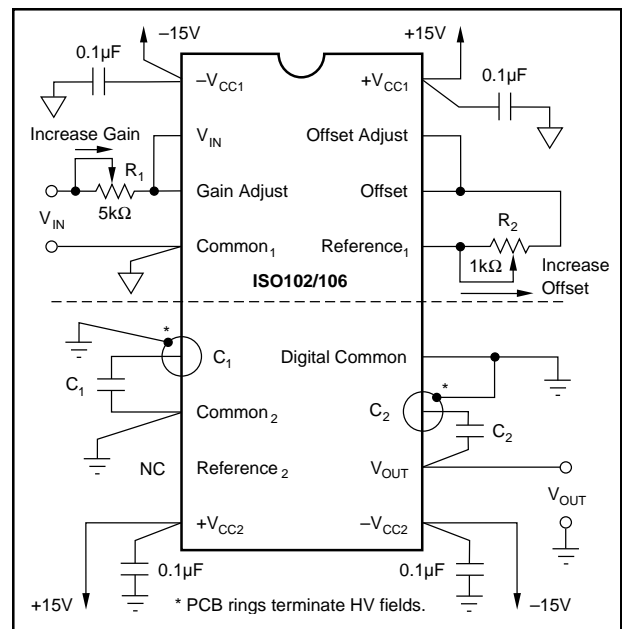 –15V
+15V
0.1µF
0.1µF
–VCC1
+VCC1
Increase Gain
VIN
Offset Adjust
R1
Gain Adjust
Offset
5kΩ
VIN
R2
Common1
Reference1
1kΩ
Increase
Offset
ISO102/106
*
C1
Digital Common
C1
*
C2
Common2
C2
NC
Reference2
VOUT
VOUT
+VCC2
–VCC2
0.1µF
0.1µF
+15V
* PCB rings terminate HV fields.
–15V